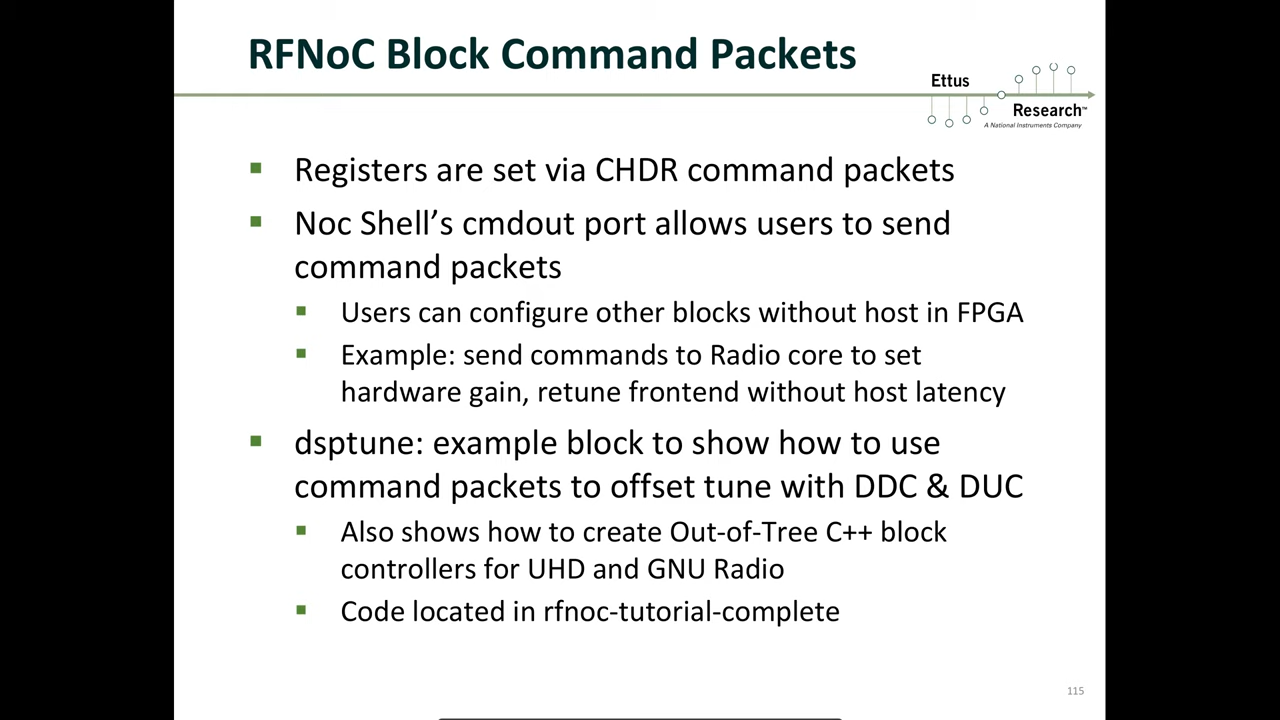 RFNoC Block Command Packets
Ettus
Research™
A National Instruments Company
Registers are set via CHDR command packets
Noc Shell’s cmdout port allows users to send
command packets
Users can configure other blocks without host in FPGA
Example: send commands to Radio core to set
hardware gain, retune frontend without host latency
dsptune: example block to show how to use
command packets to offset tune with DDC & DUC
Also shows how to create Out-of-Tree C++ block
controllers for UHD and GNU Radio
Code located in rfnoc-tutorial-complete
115